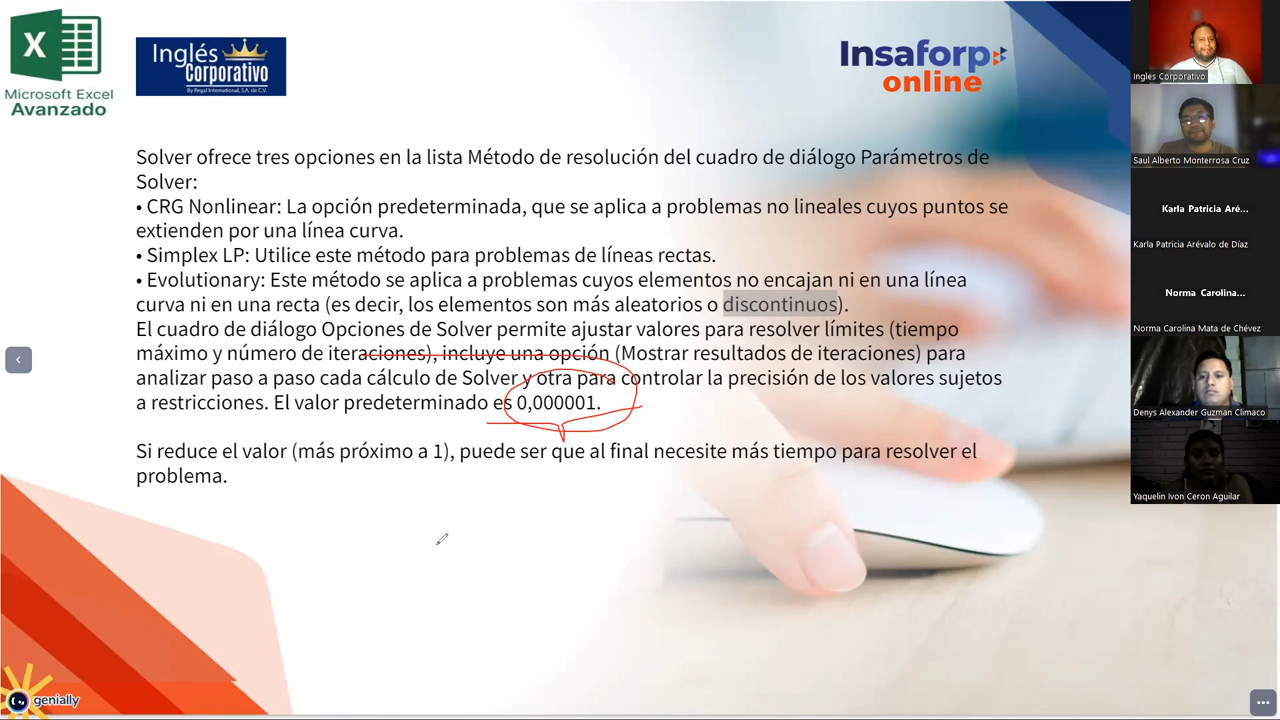 Microsoft Excel
Avanzado
Inglés
Corporativo
By Regal International, S.A. de C.V.
Insaforp
online
Solver ofrece tres opciones en la lista Método de resolución del cuadro de diálogo Parámetros de
Solver:
• CRG Nonlinear: La opción predeterminada, que se aplica a problemas no lineales cuyos puntos se
extienden por una línea curva.
• Simplex LP: Utilice este método para problemas de líneas rectas.
• Evolutionary: Este método se aplica a problemas cuyos elementos no encajan ni en una línea
curva ni en una recta (es decir, los elementos son más aleatorios o discontinuos).
El cuadro de diálogo Opciones de Solver permite ajustar valores para resolver límites (tiempo
máximo y número de iteraciones), incluye una opción (Mostrar resultados de iteraciones) para
analizar paso a paso cada cálculo de Solver y otra para controlar la precisión de los valores sujetos
a restricciones. El valor predeterminado es 0,000001.
Si reduce el valor (más próximo a 1), puede ser que al final necesite más tiempo para resolver el
problema.
genially
Ingles Corporativo
Saul Alberto Monterrosa Cruz
Karla Patricia Aré...
Karla Patricia Arévalo de Díaz
Norma Carolina...
Norma Carolina Mata de Chévez
Denys Alexander Guzman Climaco
Yaquelin Ivon Ceron Aguilar